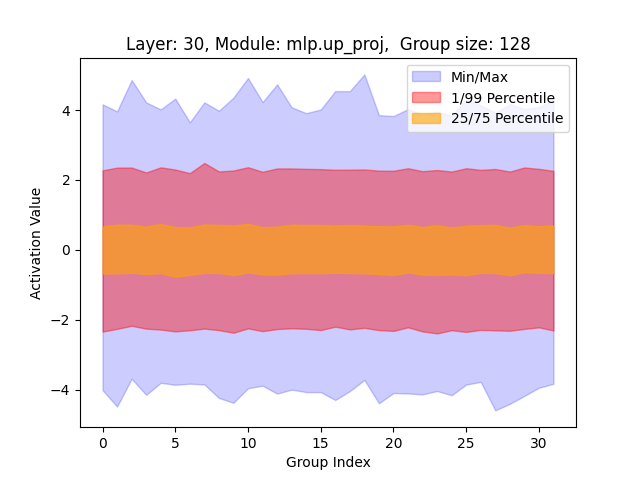 Layer: 30, Module: mlp.up_proj,  Group size: 128
Min/Max
1/99 Percentile
25/75 Percentile
Activation Value
4
2
0
−2
−4
0 5 10 15 20 25 30
Group Index